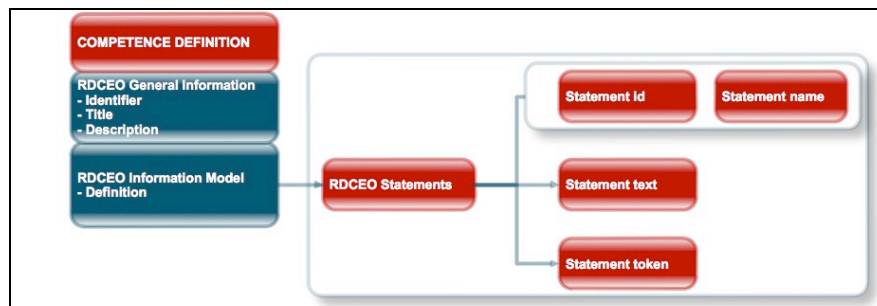 COMPETENCE DEFINITION
RDCEO General Information
- Identifier
- Title
- Description
RDCEO Information Model
- Definition
RDCEO Statements
Statement id
Statement name
Statement text
Statement token